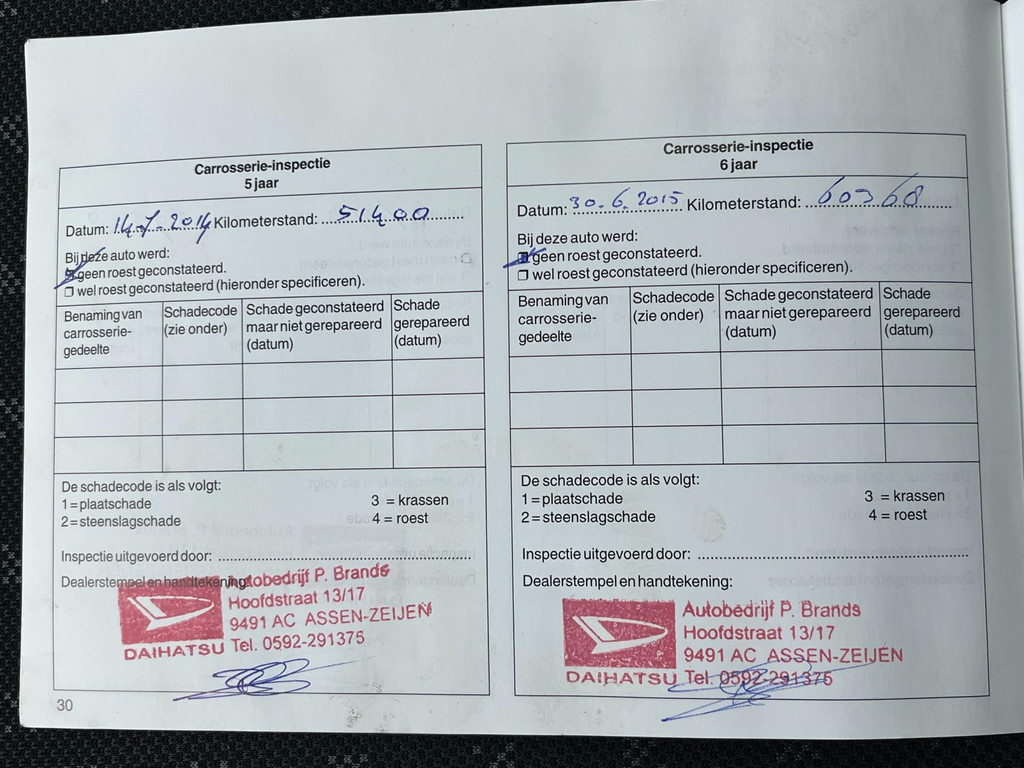 Carrosserie-inspectie
5 jaar
Datum: 14-7-2014 Kilometerstand: 51400
Bij deze auto werd:
geen roest geconstateerd.
wel roest geconstateerd (hieronder specificeren).
Benaming van carrosserie-gedeelte
Schadecode (zie onder)
Schade geconstateerd maar niet gerepareerd (datum)
Schade gerepareerd (datum)
De schadecode is als volgt:
1 = plaatschade 3 = krassen
2 = steenslagschade 4 = roest
Inspectie uitgevoerd door:
Dealerstempel en handtekening:
Autobedrijf P. Brands
Hoofdstraat 13/17
9491 AC ASSEN-ZEIJEN
DAIHATSU Tel. 0592-291375
30
Carrosserie-inspectie
6 jaar
Datum: 30.6.2015 Kilometerstand: 60968
Bij deze auto werd:
geen roest geconstateerd.
wel roest geconstateerd (hieronder specificeren).
Benaming van carrosserie-gedeelte
Schadecode (zie onder)
Schade geconstateerd maar niet gerepareerd (datum)
Schade gerepareerd (datum)
De schadecode is als volgt:
1 = plaatschade 3 = krassen
2 = steenslagschade 4 = roest
Inspectie uitgevoerd door:
Dealerstempel en handtekening:
Autobedrijf P. Brands
Hoofdstraat 13/17
9491 AC ASSEN-ZEIJEN
DAIHATSU Tel. 0592-291375